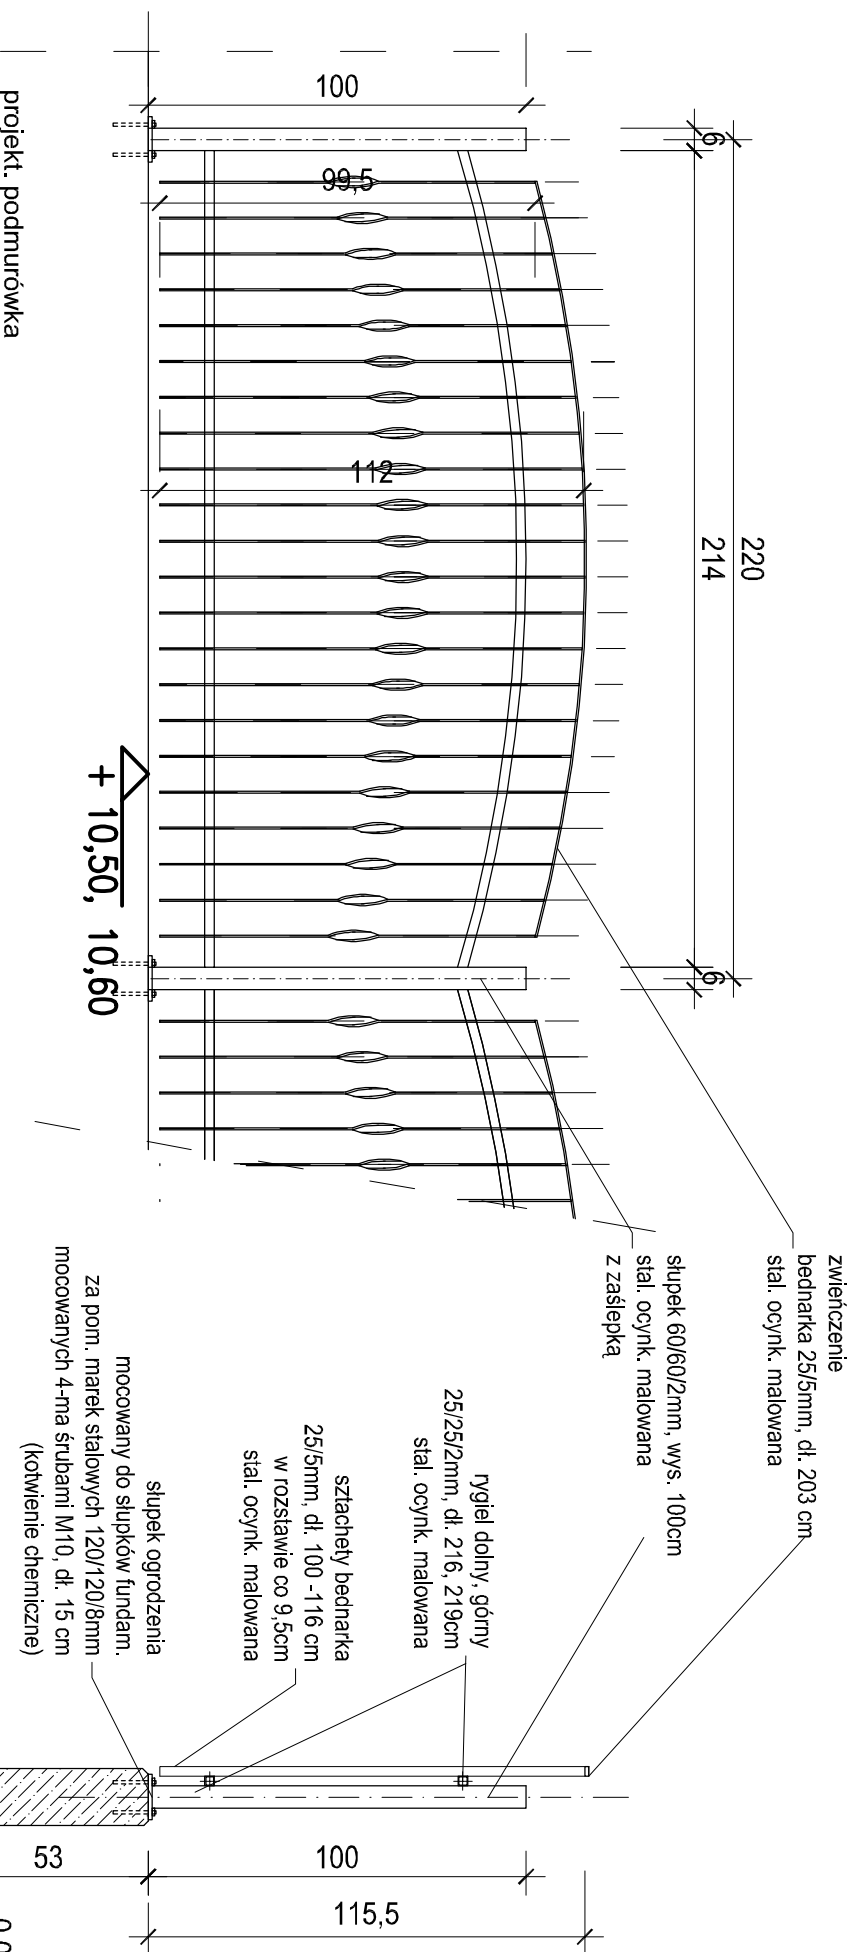 zwieńczenie
bednarka 25/5mm, dł. 203 cm
stal. ocynk. malowana
słupek 60/60/2mm, wys. 100cm
stal. ocynk. malowana
z zaślepką
220
214
6
6
rygiel dolny, górny
25/25/2mm, dł. 216, 219cm
stal. ocynk. malowana
sztachety bednarka
25/5mm, dł. 100 -116 cm
w rozstawie co 9,5cm
stal. ocynk. malowana
słupek ogrodzenia
mocowany do słupków fundam.
za pom. marek stalowych 120/120/8mm
mocowanych 4-ma śrubami M10, dł. 15 cm
(kotwienie chemiczne)
100
99,5
112
+ 10,50, 10,60
projekt. podmurówka
53
100
115,5